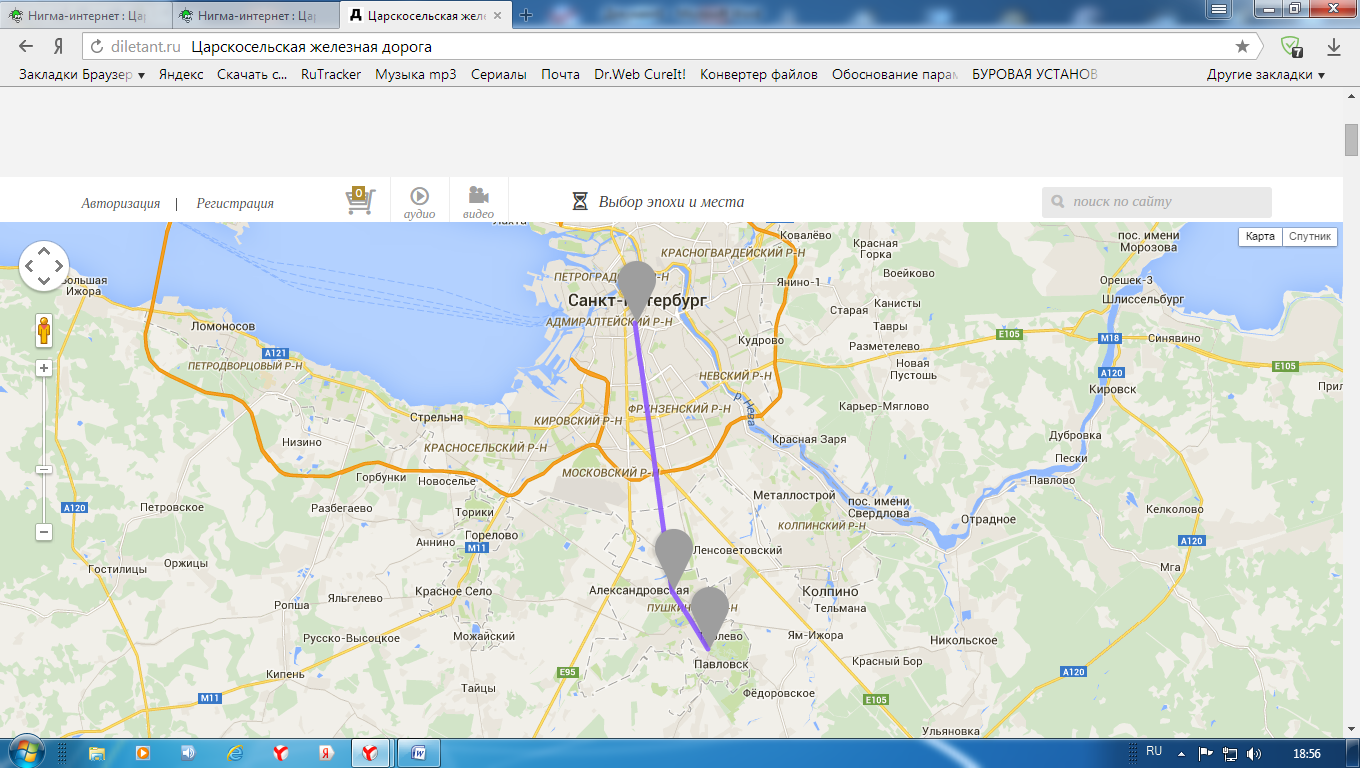 Нигма-интернет : Цар
Нигма-интернет : Цар
Царскосельская желе
diletant.ru Царскосельская железная дорога
7
Закладки Браузер
Яндекс
Скачать с...
RuTracker
Музыка mp3
Сериалы
Почта
Dr.Web CureIt!
Конвертер файлов
Обоснование парам
БУРОВАЯ УСТАНОВ
Другие закладки
Авторизация | Регистрация
0
аудио
видео
Выбор эпохи и места
поиск по сайту
Карта
Спутник
Лахта
Ковалёво
Красная
Горка
пос. имени
Морозова
КРАСНОГВАРДЕЙСКИЙ Р-Н
Большая
Ижора
Воейково
Янино-1
Орешек-3
Шлиссельбург
Санкт-Петербург
Канисты
Старая
Ломоносов
АДМИРАЛТЕЙСКИЙ Р-Н
Тавры
E105
Кудрово
Разметелево
M18
Синявино
A121
ПЕТРОДВОРЦОВЫЙ Р-Н
Новая
Пустошь
E105
A120
НЕВСКИЙ Р-Н
Кировск
р. Нева
Карьер-Мяглово
Стрельна
КИРОВСКИЙ Р-Н
ФРУНЗЕНСКИЙ Р-Н
Низино
КРАСНОСЕЛЬСКИЙ Р-Н
Красная Заря
Дубровка
Пески
МОСКОВСКИЙ Р-Н
Горбунки
Новоселье
Павлово
Металлострой
A120
Петровское
Разбегаево
Торики
пос. имени
Свердлова
Келколово
КОЛПИНСКИЙ Р-Н
Отрадное
Горелово
Аннино
M11
A120
Ленсоветовский
Гостилицы
Оржицы
Мга
Красное Село
Александровская
Колпино
Ропша
Яльгелево
Тельмана
Русско-Высоцкое
Можайский
Ям-Ижора
Никольское
Павловск
Красный Бор
Кипень
E95
A120
Тайцы
Фёдоровское
M11
E105
Ульяновка
RU
18:56